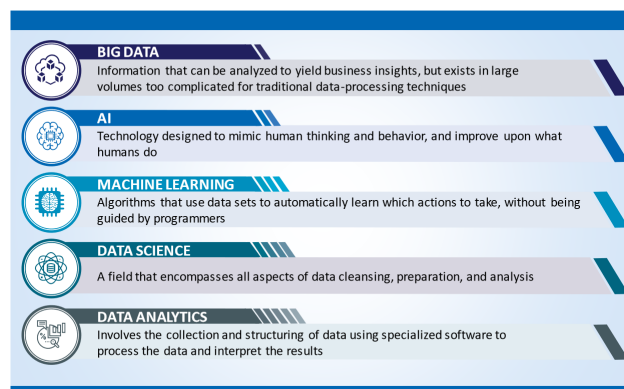 BIG DATA
Information that can be analyzed to yield business insights, but exists in large
volumes too complicated for traditional data-processing techniques
AI
Technology designed to mimic human thinking and behavior, and improve upon what
humans do
MACHINE LEARNING
Algorithms that use data sets to automatically learn which actions to take, without being
guided by programmers
DATA SCIENCE
A field that encompasses all aspects of data cleansing, preparation, and analysis
DATA ANALYTICS
Involves the collection and structuring of data using specialized software to
process the data and interpret the results